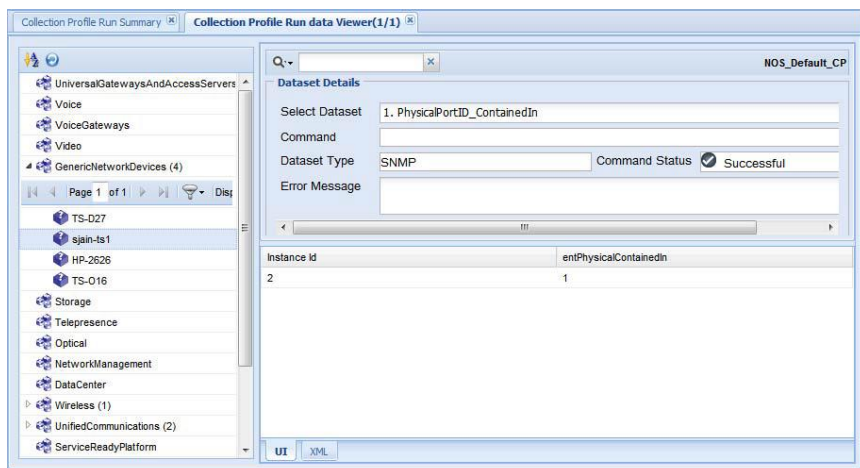 Collection Profile Run Summary
Collection Profile Run data Viewer(1/1)
UniversalGatewaysAndAccessServers
Voice
VoiceGateways
Video
GenericNetworkDevices (4)
Page 1 of 1
TS-D27
sjain-ts1
HP-2626
TS-O16
Storage
Telepresence
Optical
NetworkManagement
DataCenter
Wireless (1)
UnifiedCommunications (2)
ServiceReadyPlatform
NOS_Default_CP
Dataset Details
Select Dataset 1. PhysicalPortID_ContainedIn
Command
Dataset Type SNMP Command Status Successful
Error Message
Instance Id entPhysicalContainedIn
2 1
UI XML